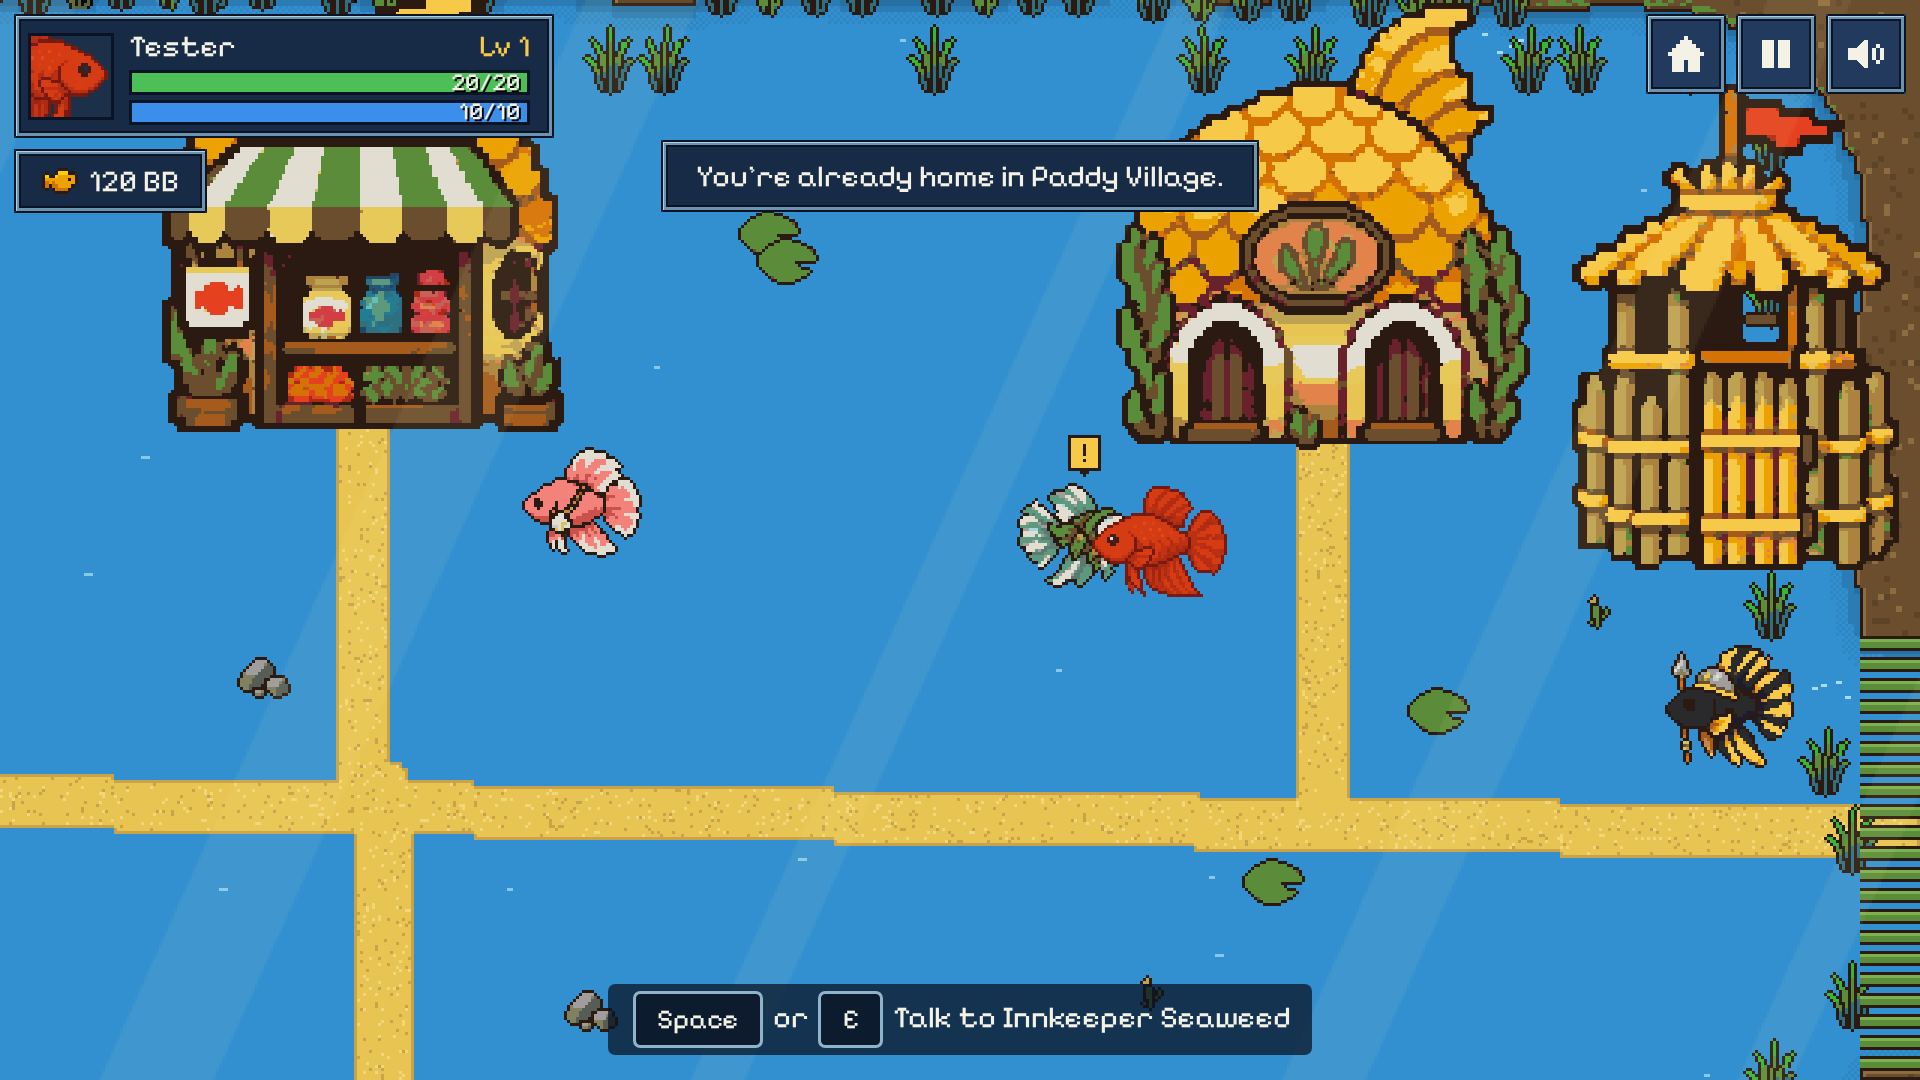 Tester
Lv 1
20/20
10/10
120 BB
You're already home in Paddy Village.
!
Space or E Talk to Innkeeper Seaweed